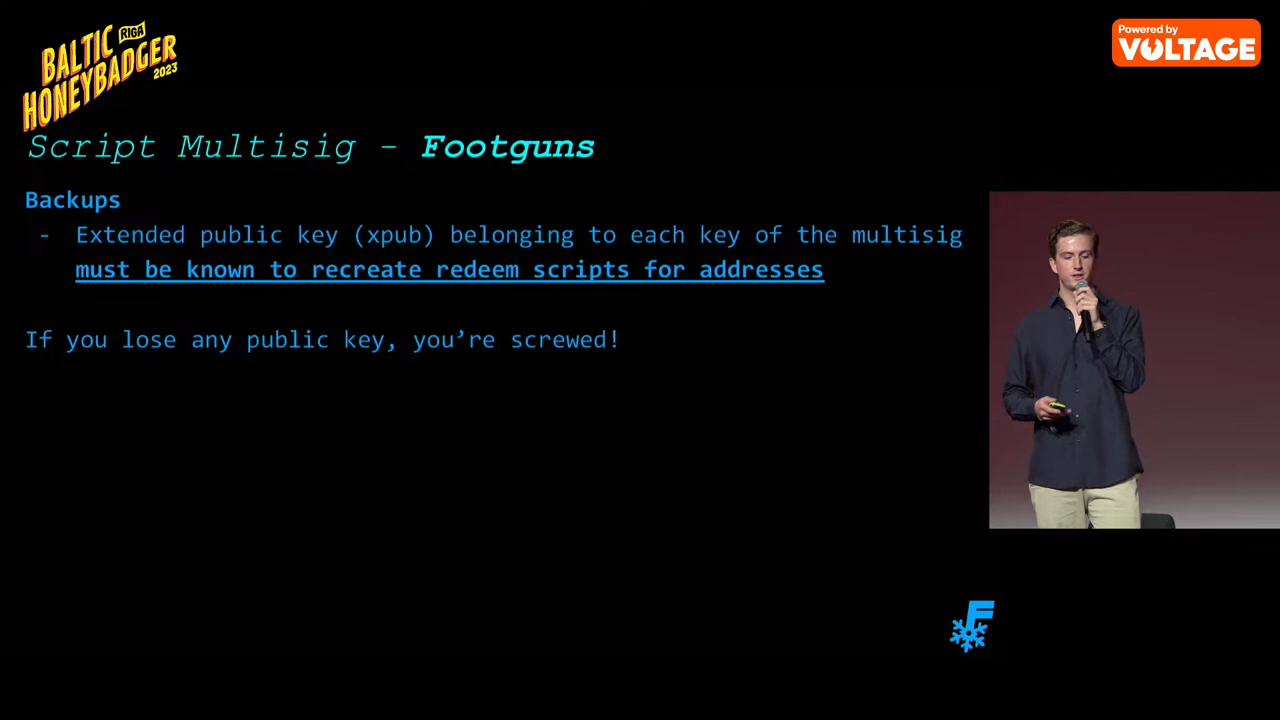 BALTIC RIGA
HONEYBADGER
2023
Powered by
VOLTAGE
Script Multisig - Footguns
Backups
- Extended public key (xpub) belonging to each key of the multisig
must be known to recreate redeem scripts for addresses
If you lose any public key, you’re screwed!
F